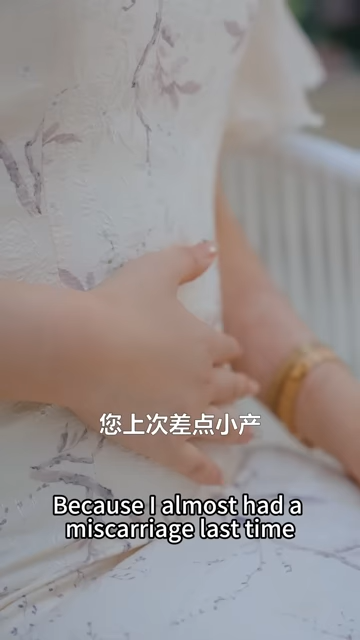 您上次差点小产
Because I almost had a
miscarriage last time